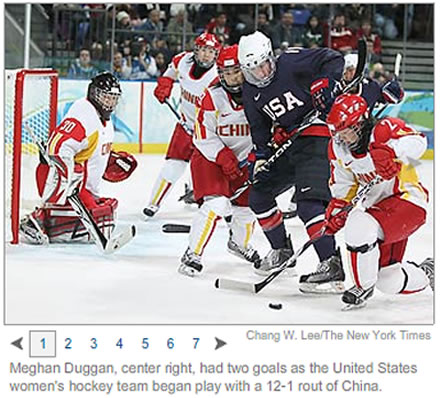 30
CHINA
CHINA
USA
Chang W. Lee/The New York Times
1 2 3 4 5 6 7
Meghan Duggan, center right, had two goals as the United States
women's hockey team began play with a 12-1 rout of China.